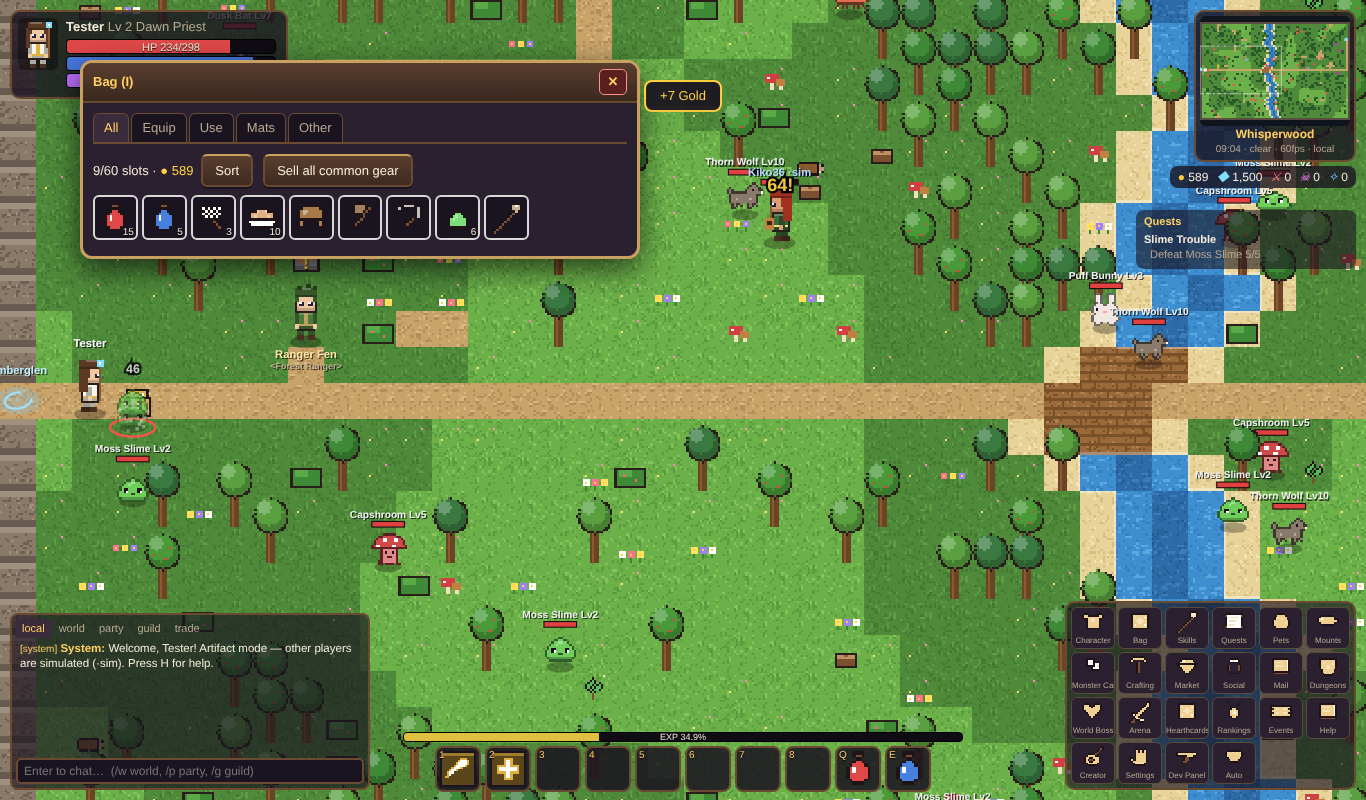 Dusk Bat Lv7
Tester Lv 2 Dawn Priest
HP 234/298
Bag (I)
×
All
Equip
Use
Mats
Other
9/60 slots · 589
Sort
Sell all common gear
15
5
3
10
6
+7 Gold
Whisperwood
09:04 · clear · 60fps · local
589
1,500
0
0
0
Quests
Slime Trouble
Defeat Moss Slime 5/5
Thorn Wolf Lv10
Kiko36·sim
64!
Moss Slime Lv2
Capshroom Lv5
Puff Bunny Lv3
Thorn Wolf Lv10
Tester
46
Ranger Fen
<Forest Ranger>
Moss Slime Lv2
Capshroom Lv5
Capshroom Lv5
Moss Slime Lv2
Thorn Wolf Lv10
Moss Slime Lv2
local
world
party
guild
trade
[system] System: Welcome, Tester! Artifact mode — other players
are simulated (·sim). Press H for help.
Enter to chat… (/w world, /p party, /g guild)
EXP 34.9%
1
2
3
4
5
6
7
8
Q
E
Moss Slime Lv2
Character
Bag
Skills
Quests
Pets
Mounts
Monster Ca
Crafting
Market
Social
Mail
Dungeons
World Boss
Arena
Hearthcards
Rankings
Events
Help
Creator
Settings
Dev Panel
Auto